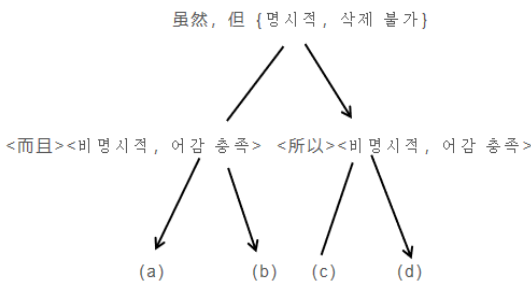 虽然, 但 {명시적, 삭제 불가}
<而且><비명시적, 어감 충족> <所以><비명시적, 어감 충족>
(a) (b) (c) (d)